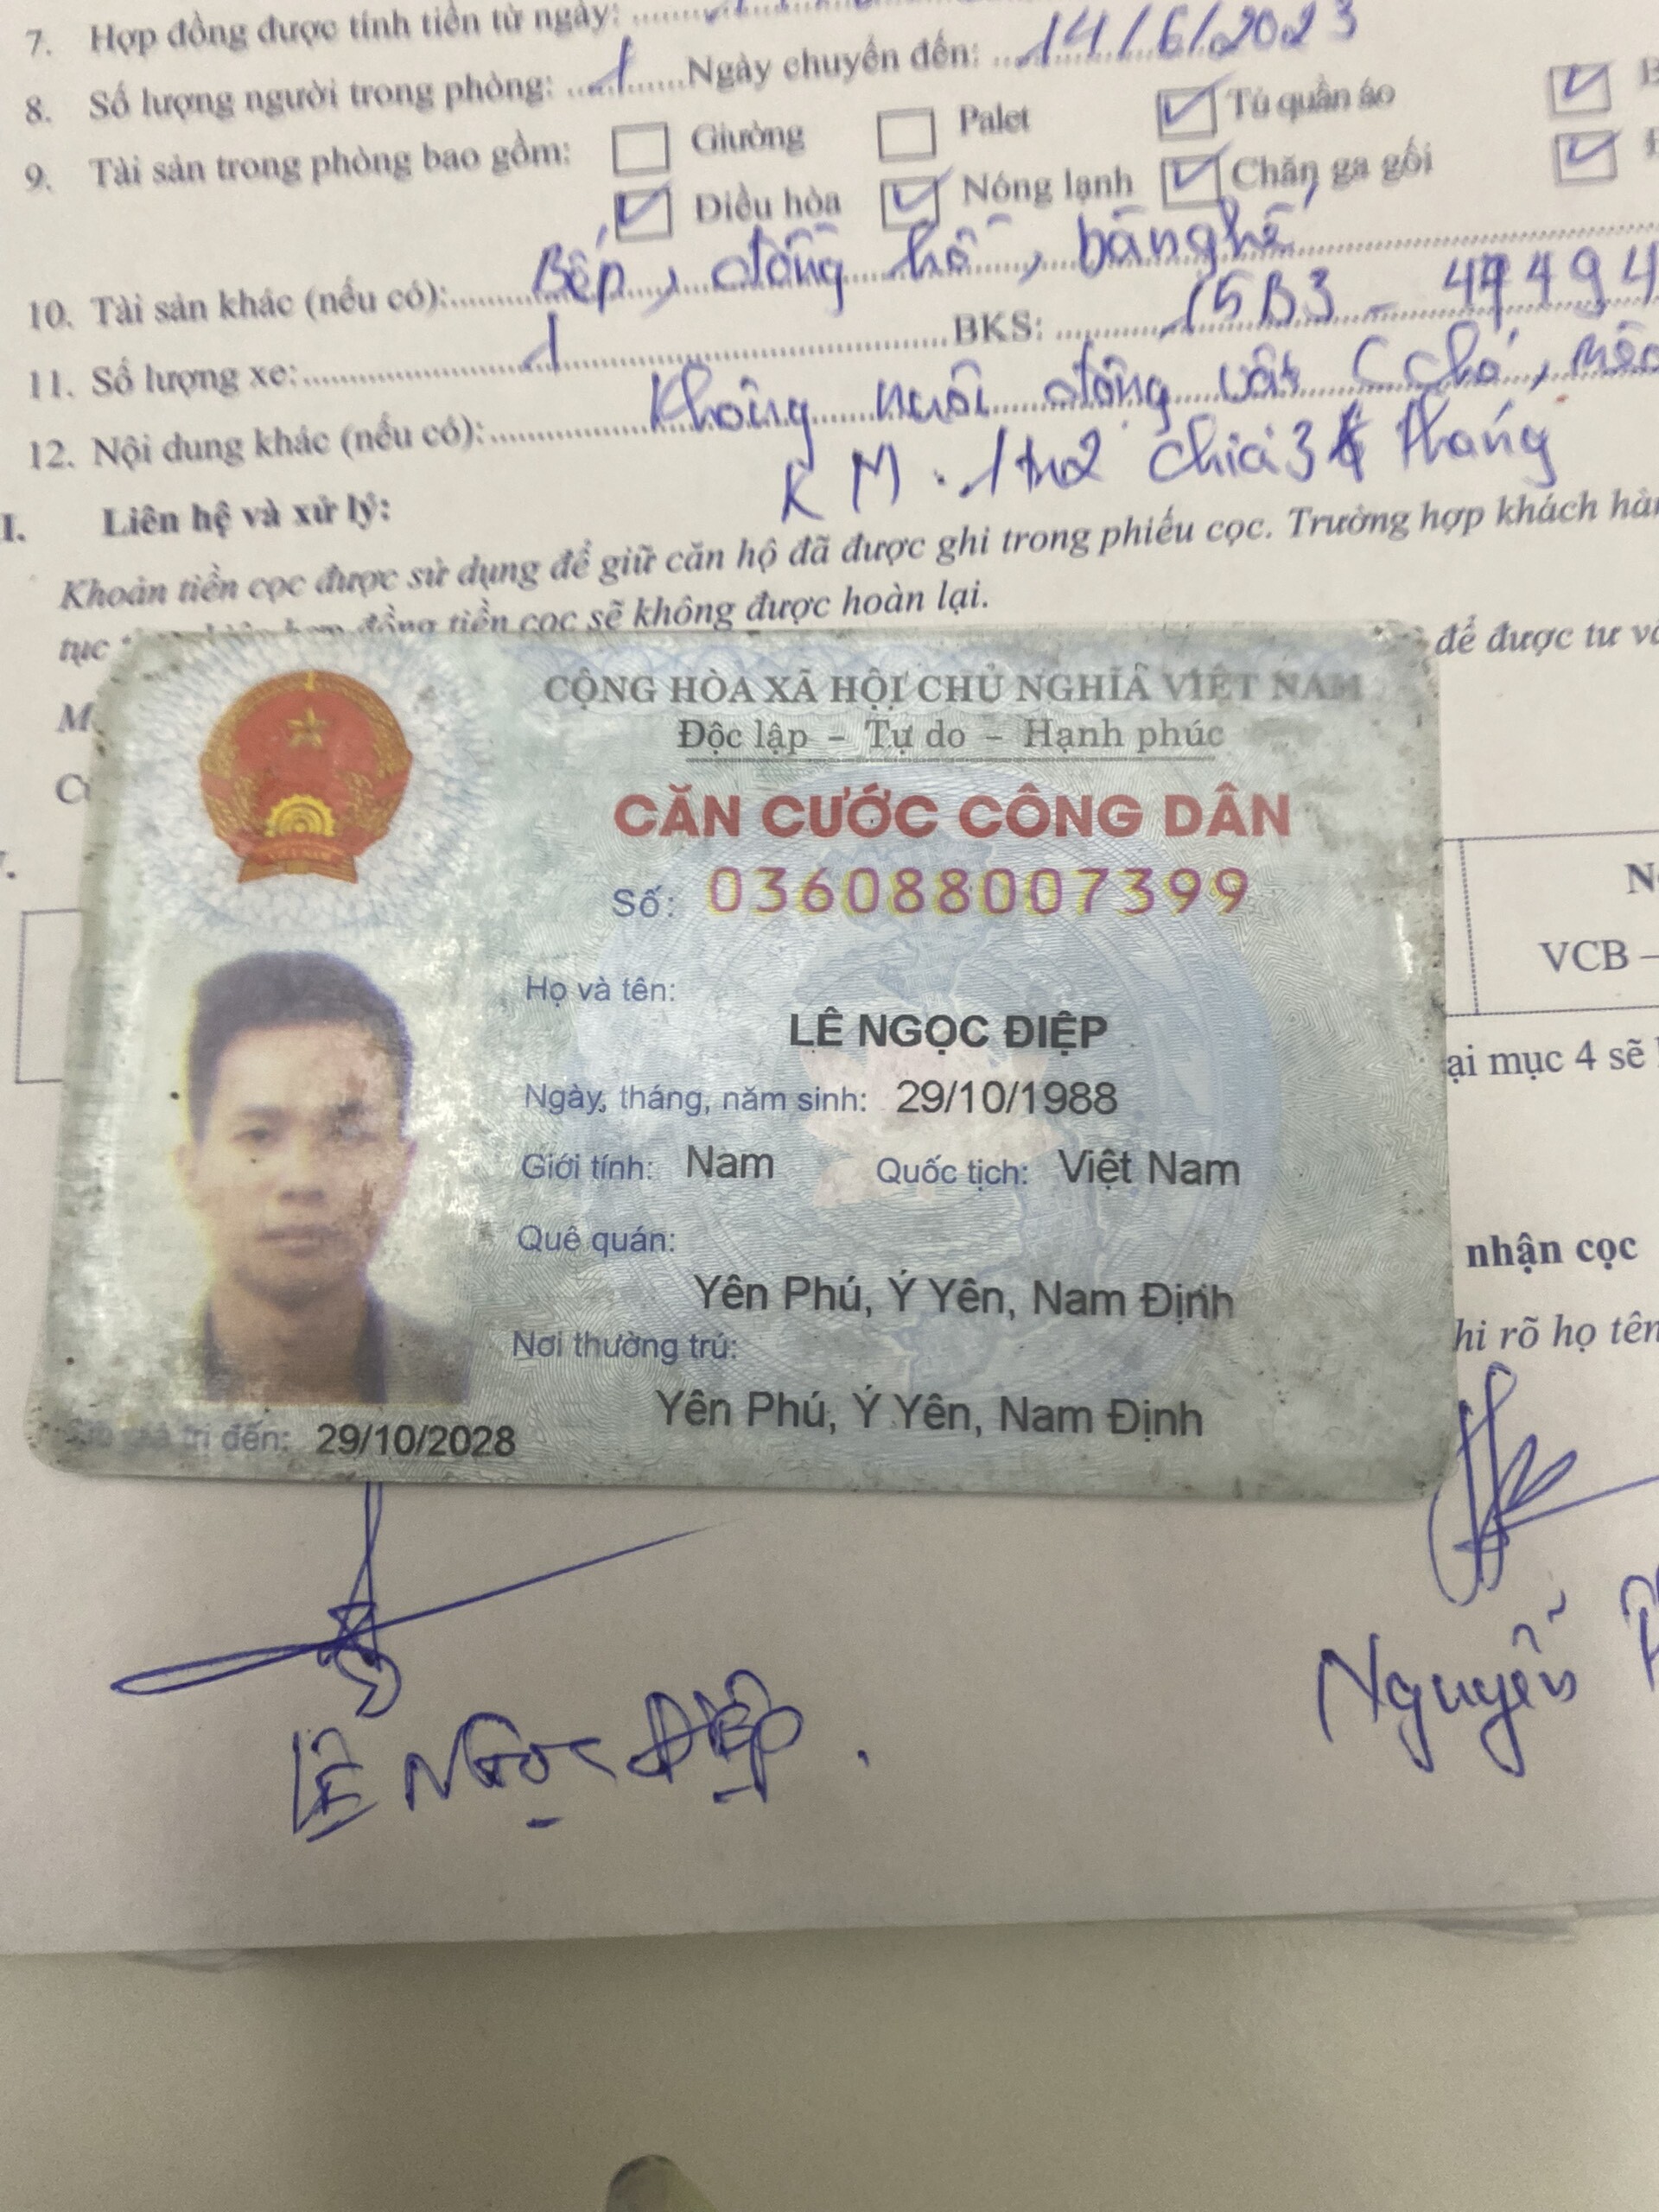 7. Hợp đồng được tính tiền từ ngày:
8. Số lượng người trong phòng: 1 Ngày chuyển đến: 14/6/2023
9. Tài sản trong phòng bao gồm: Giường Palet Tủ quần áo
Điều hòa Nóng lạnh Chăn ga gối
10. Tài sản khác (nếu có): Bếp, đồng hồ, bàn ghế
11. Số lượng xe: 1 BKS: 15B3 -
12. Nội dung khác (nếu có): Không nuôi động vật (chó, mèo
KM. chia 3 tháng
I. Liên hệ và xử lý:
Khoản tiền cọc được sử dụng để giữ căn hộ đã được ghi trong phiếu cọc. Trường hợp khách
tục đồng tiền cọc sẽ không được hoàn lại.
để được tư
CỘNG HÒA XÃ HỘI CHỦ NGHĨA VIỆT NAM
Độc lập – Tự do – Hạnh phúc
CĂN CƯỚC CÔNG DÂN
Số: 036088007399
Họ và tên:
LÊ NGỌC ĐIỆP
Ngày, tháng, năm sinh: 29/10/1988
Giới tính: Nam Quốc tịch: Việt Nam
Quê quán:
Yên Phú, Ý Yên, Nam Định
Nơi thường trú:
Yên Phú, Ý Yên, Nam Định
giá trị đến: 29/10/2028
VCB –
mục 4 sẽ
nhận cọc
rõ họ tên
Lê Ngọc Điệp.
Nguyễn